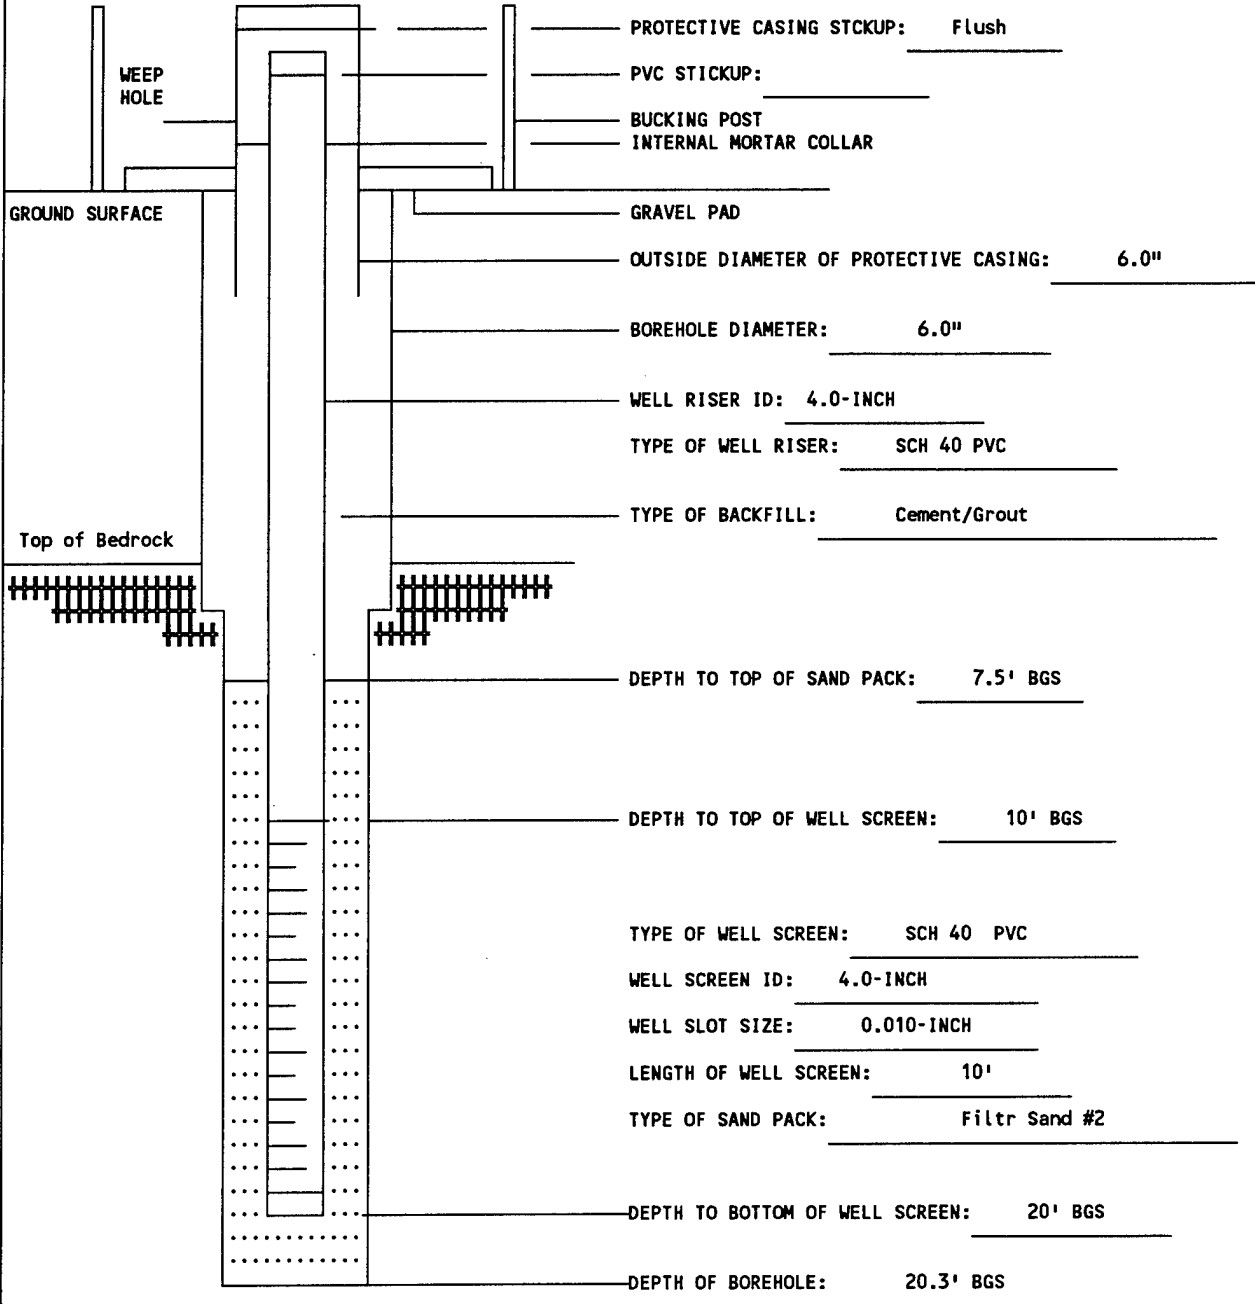 PROTECTIVE CASING STCKUP: Flush
WEEP
HOLE
PVC STICKUP:
BUCKING POST
INTERNAL MORTAR COLLAR
GROUND SURFACE
GRAVEL PAD
OUTSIDE DIAMETER OF PROTECTIVE CASING: 6.0"
BOREHOLE DIAMETER: 6.0"
WELL RISER ID: 4.0-INCH
TYPE OF WELL RISER: SCH 40 PVC
TYPE OF BACKFILL: Cement/Grout
Top of Bedrock
DEPTH TO TOP OF SAND PACK: 7.5' BGS
DEPTH TO TOP OF WELL SCREEN: 10' BGS
TYPE OF WELL SCREEN: SCH 40 PVC
WELL SCREEN ID: 4.0-INCH
WELL SLOT SIZE: 0.010-INCH
LENGTH OF WELL SCREEN: 10'
TYPE OF SAND PACK: Filtr Sand #2
DEPTH TO BOTTOM OF WELL SCREEN: 20' BGS
DEPTH OF BOREHOLE: 20.3' BGS